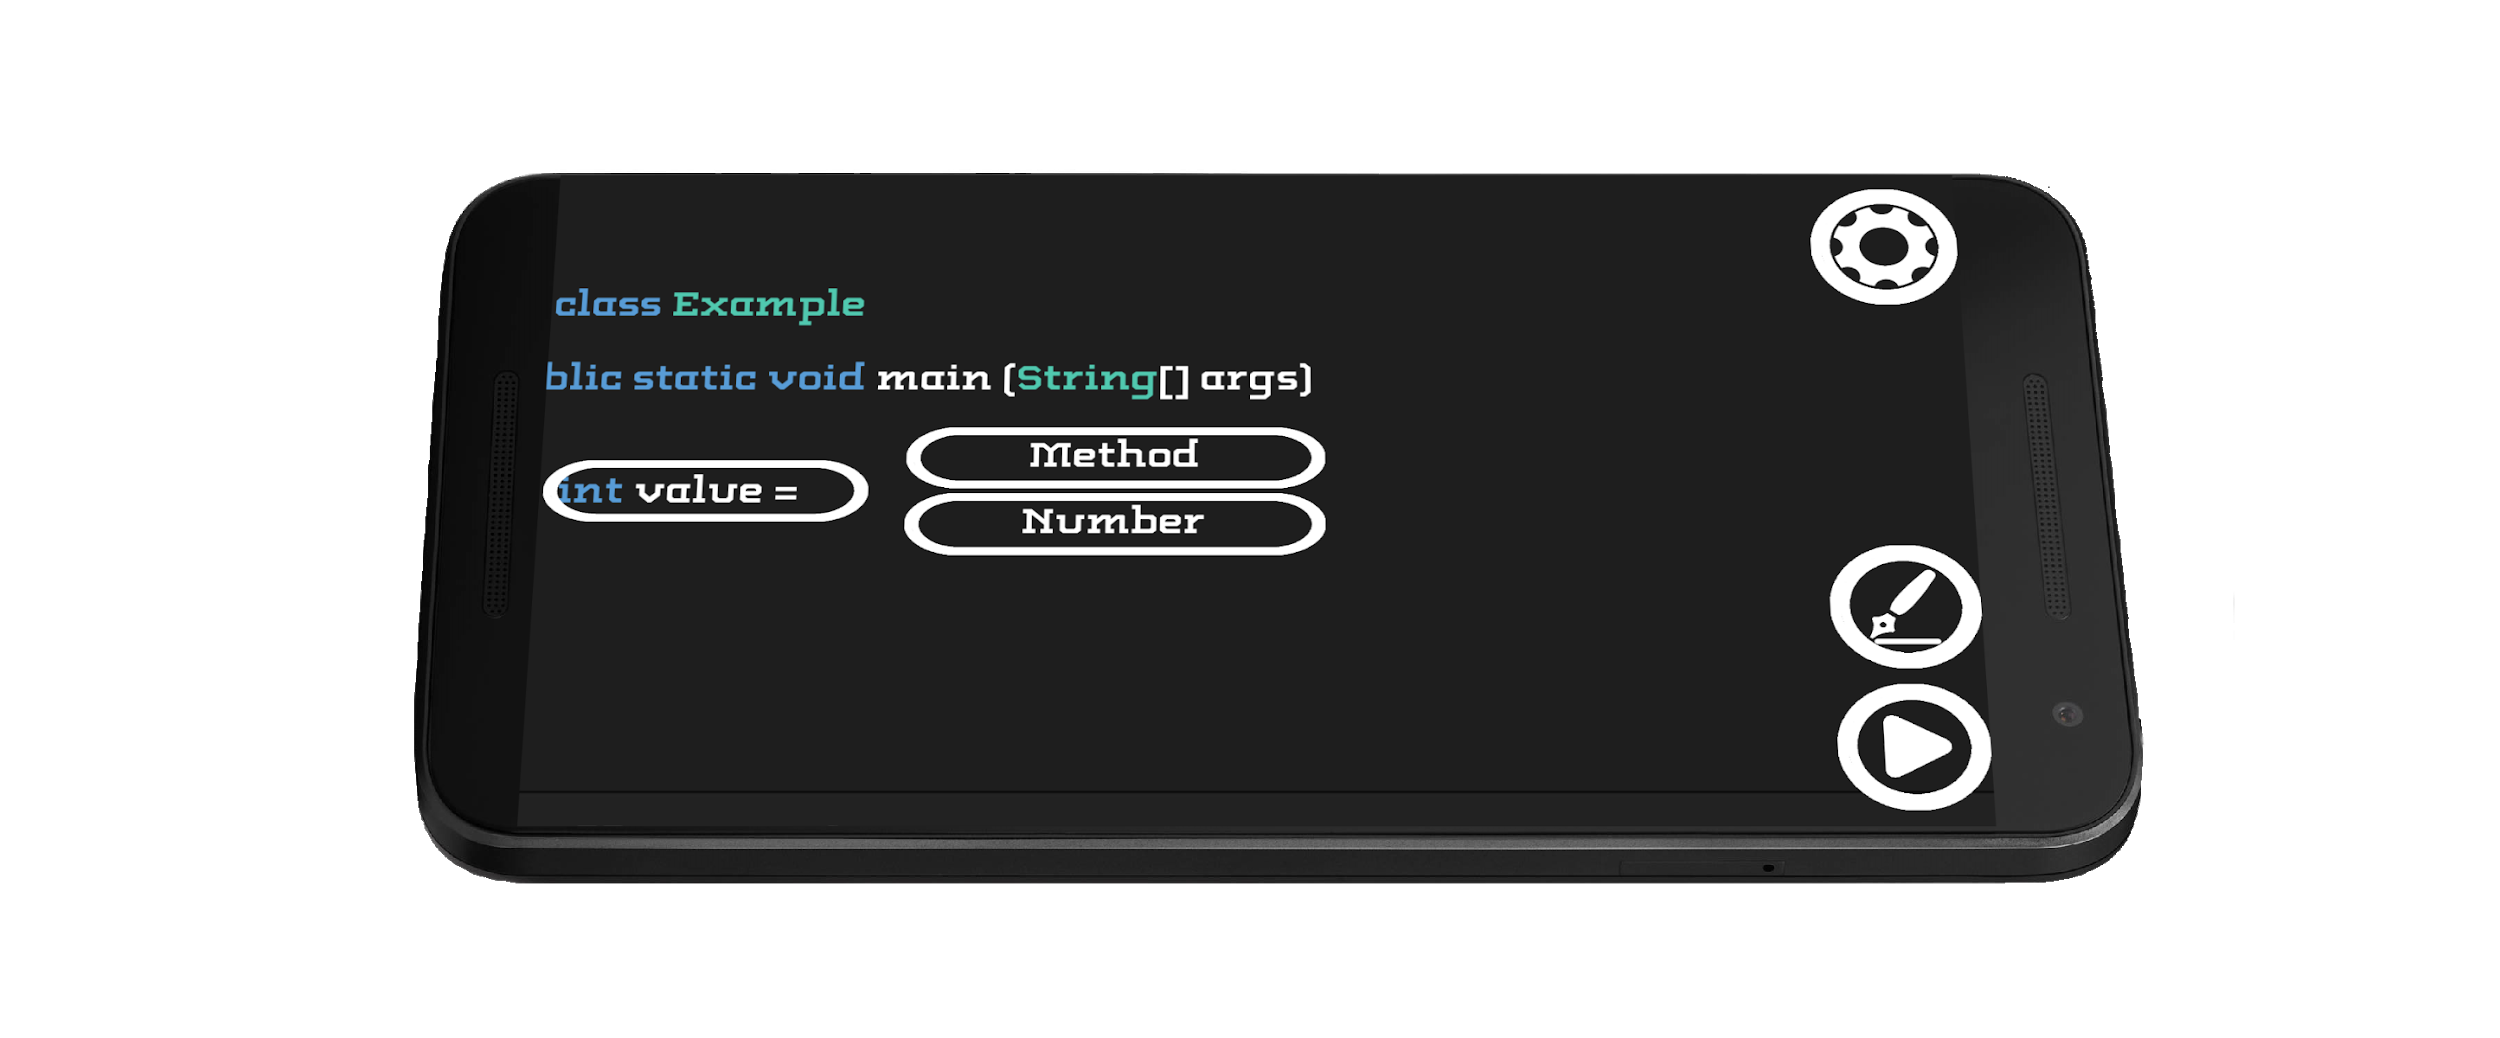 class Example
blic static void main (String[] args)
int value =
Method
Number